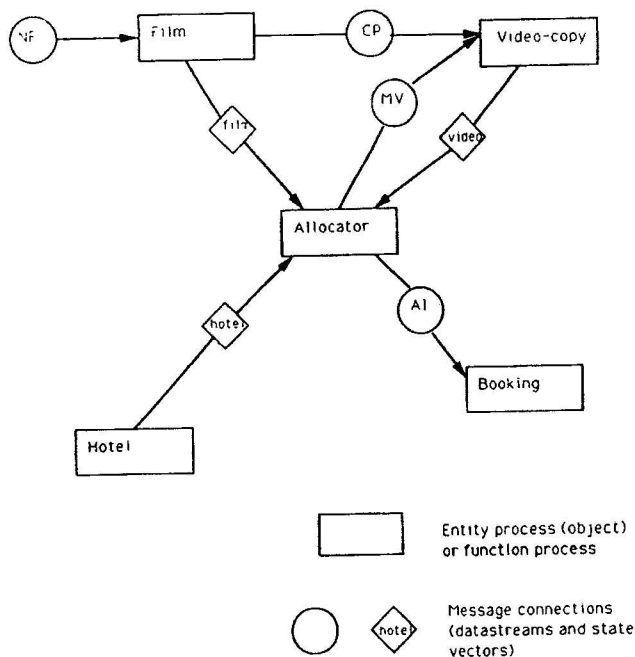 NF
Film
CP
Video-copy
MV
film
video
Allocator
hotel
A1
Booking
Hotel
Entity process (object)
or function process
hotel
Message connections
(datastreams and state
vectors)